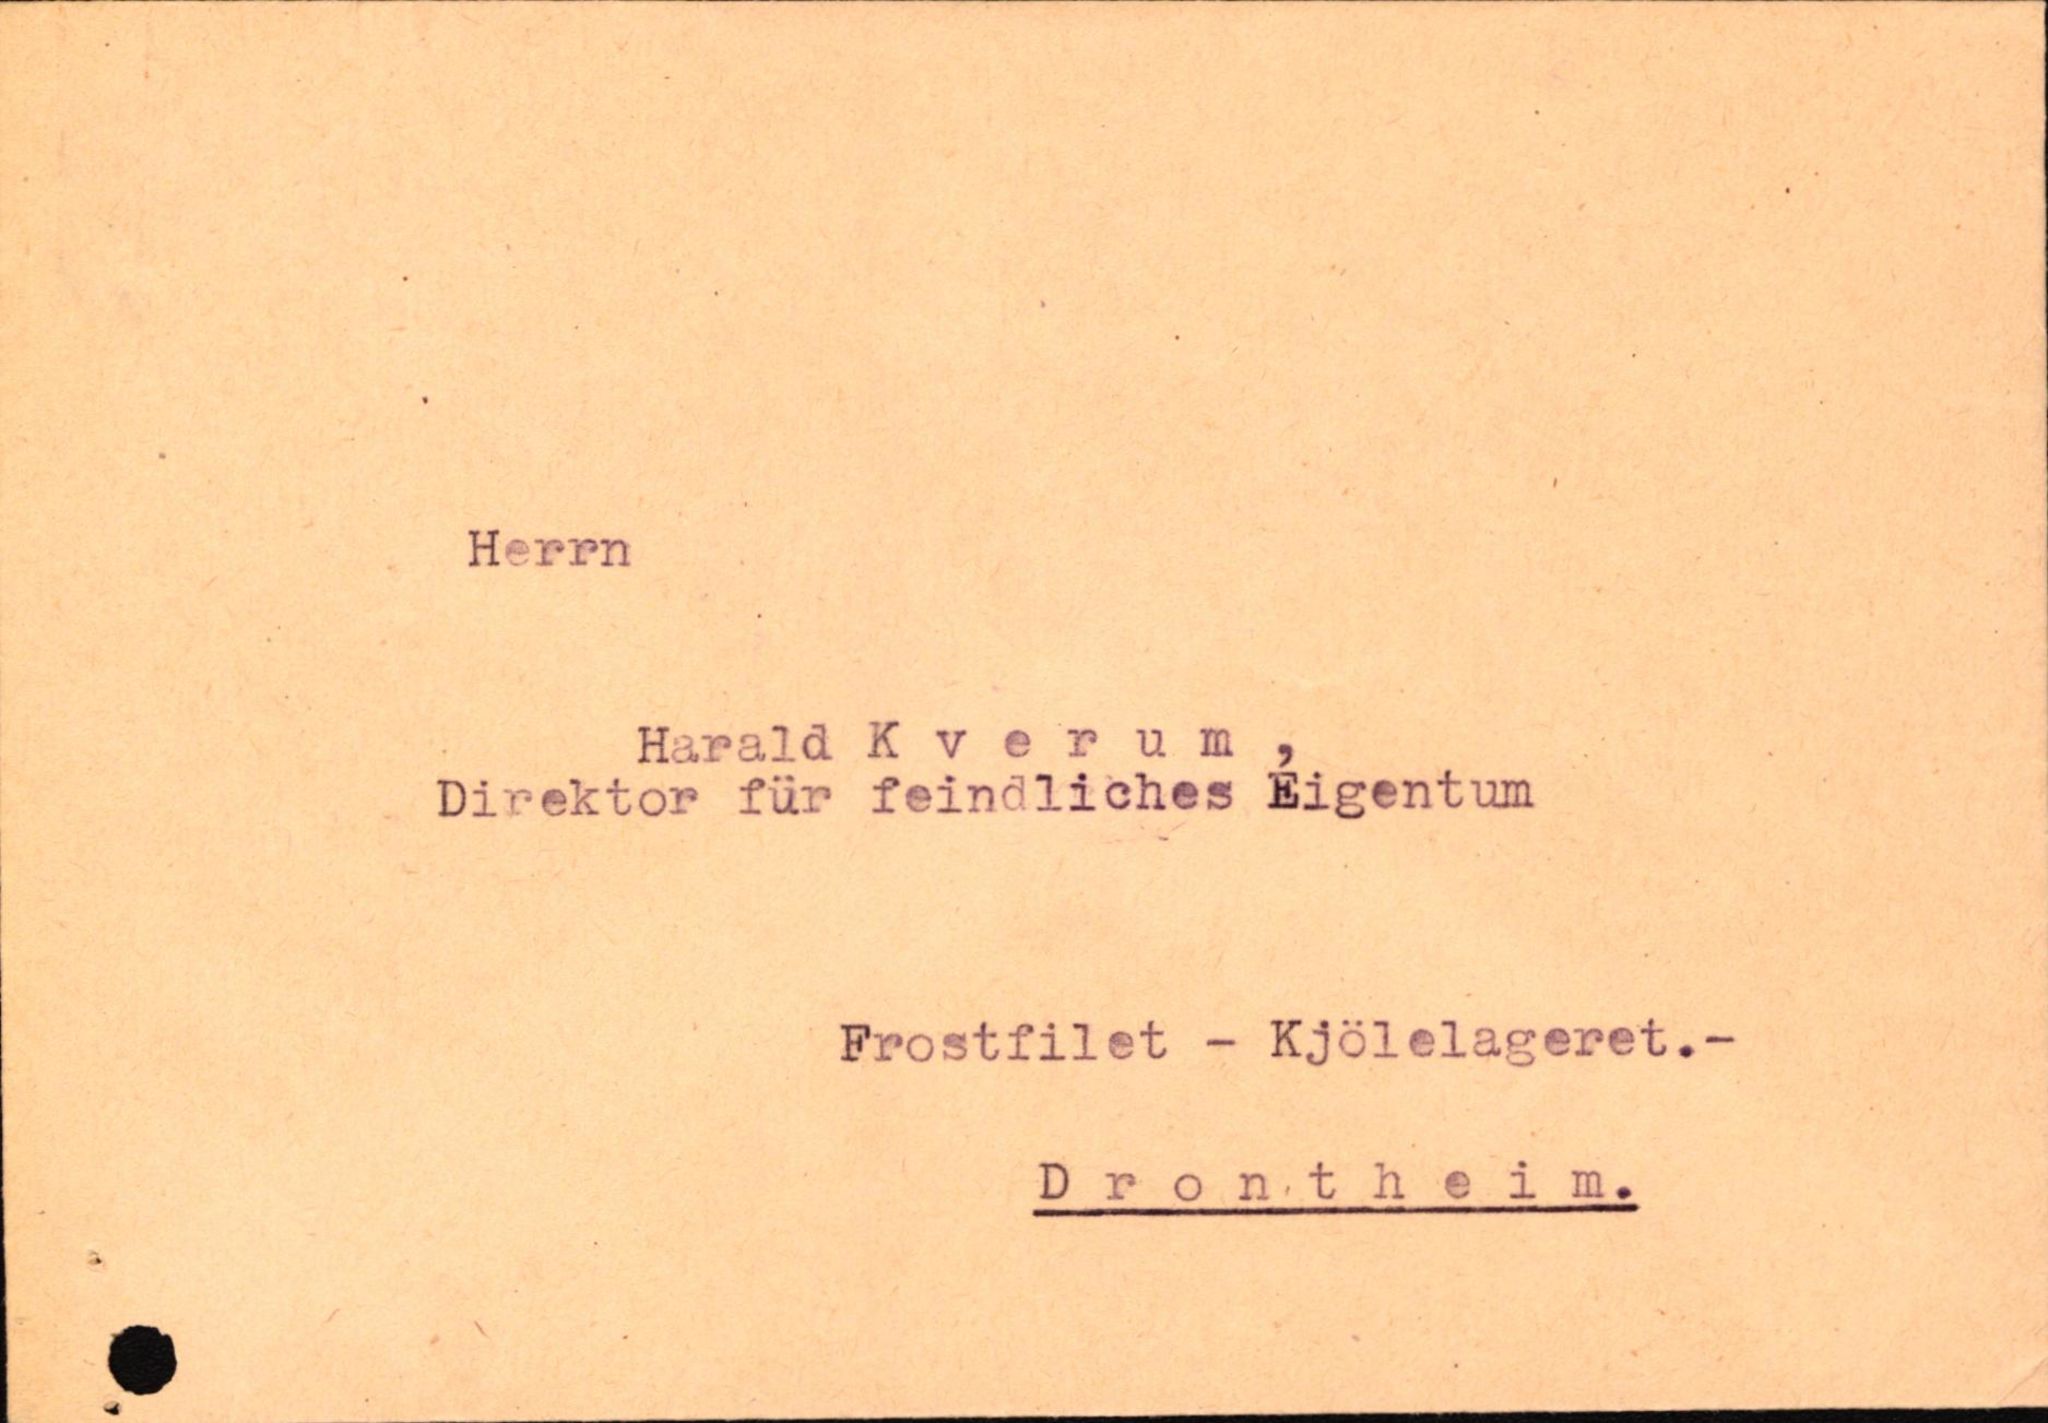 Herrn
Harald K v e r u m ,
Direktor für feindliches Eigentum
Frostfilet - Kjölelageret.-
D r o n t h e i m.